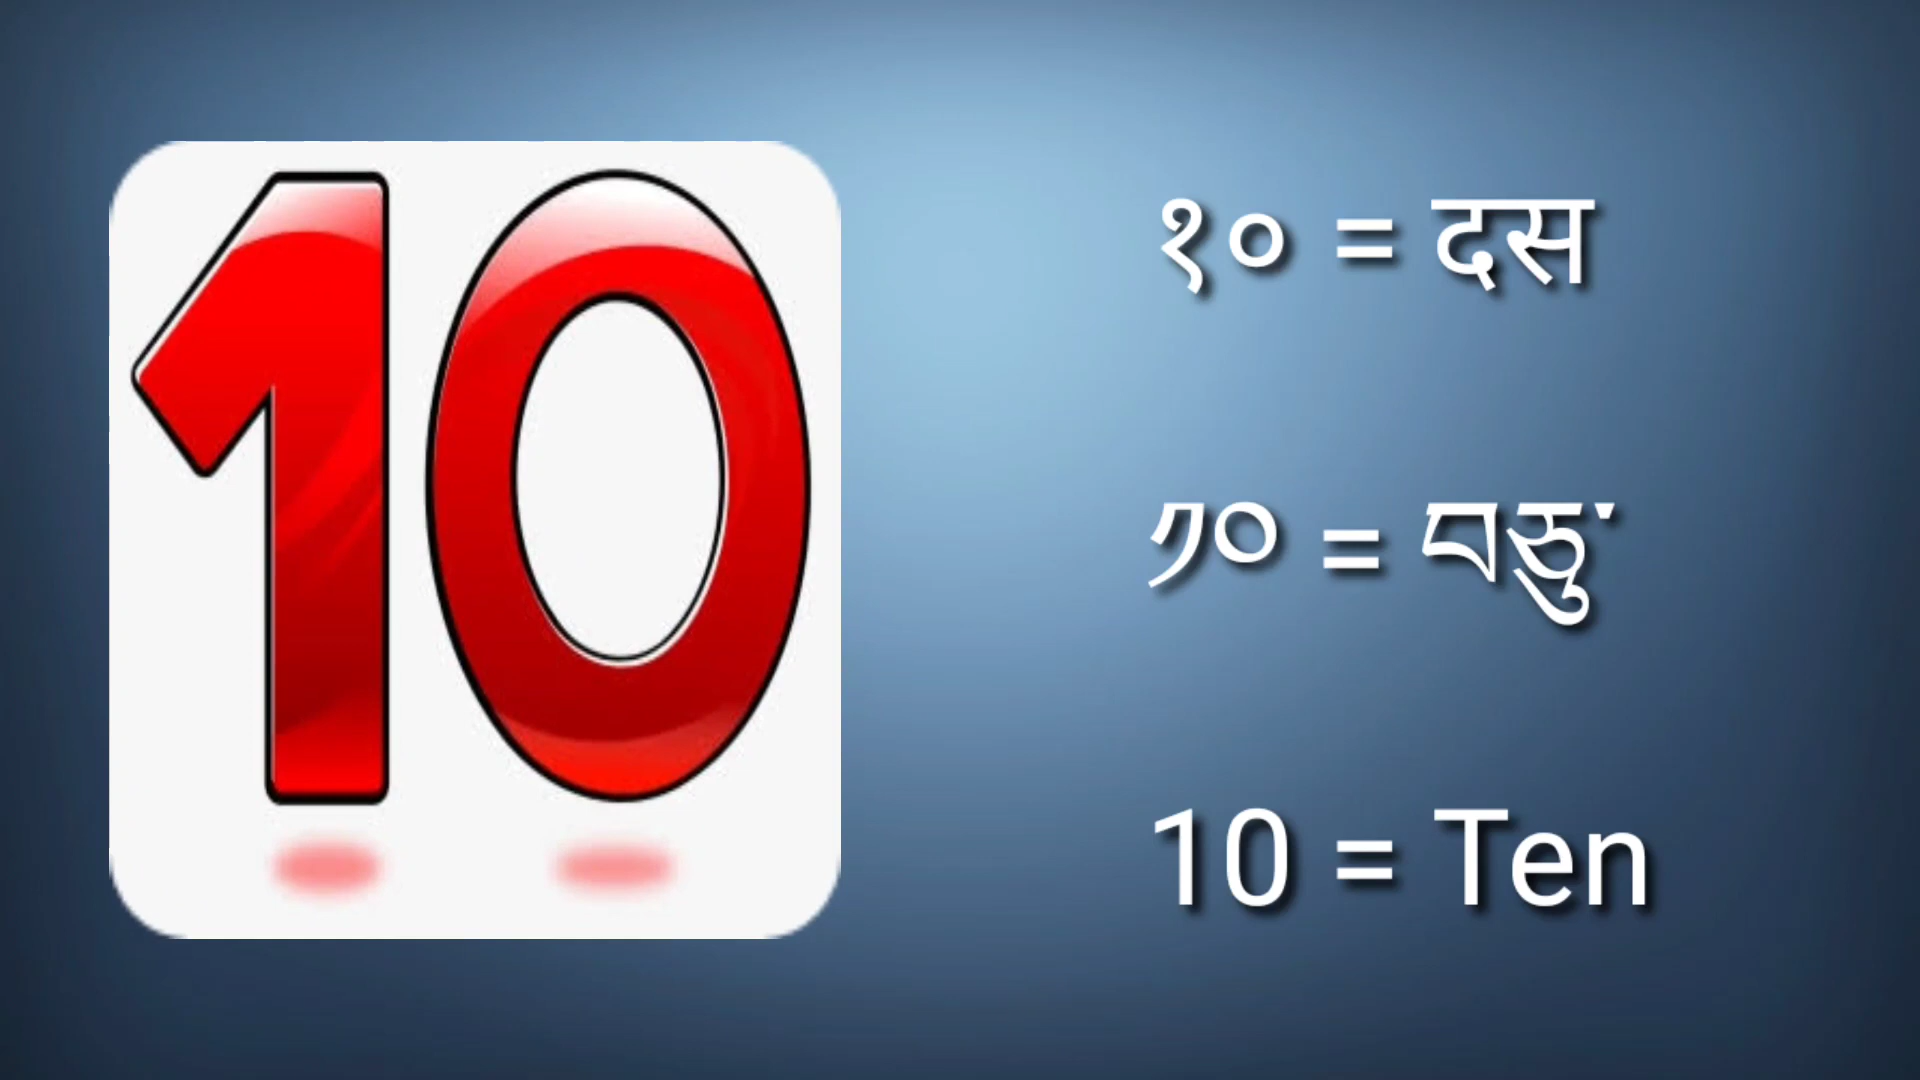 10
१० = दस
༡༠ = བཅུ་
10 = Ten